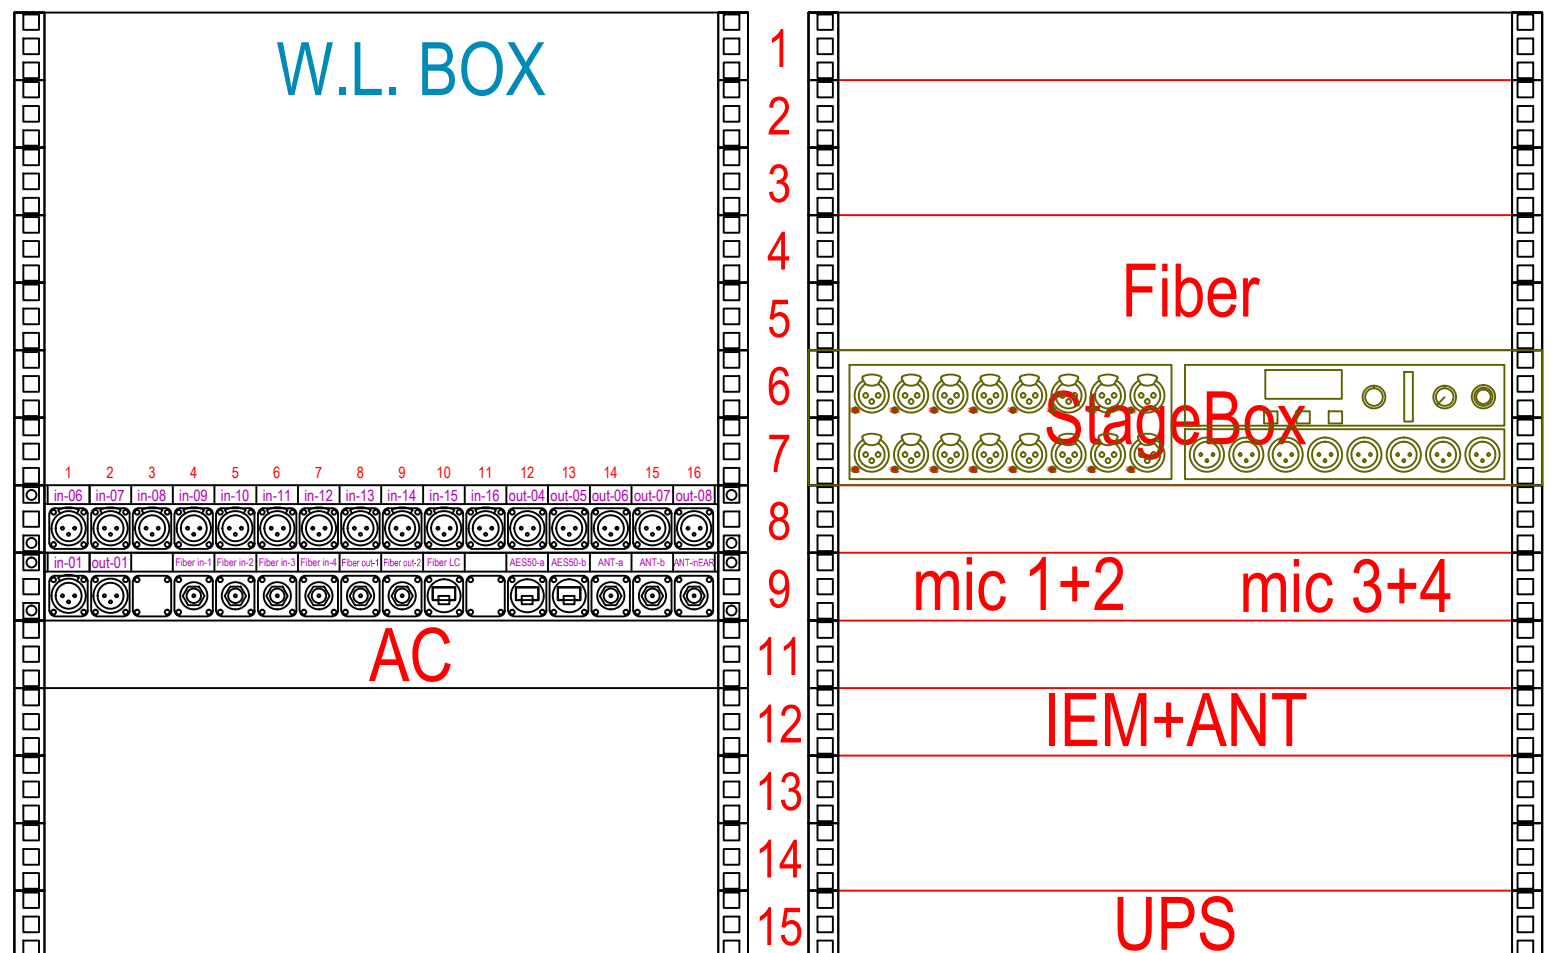 W.L. BOX
1
2
3
4
Fiber
5
6
StageBox
7
1 2 3 4 5 6 7 8 9 10 11 12 13 14 15 16
in-06 in-07 in-08 in-09 in-10 in-11 in-12 in-13 in-14 in-15 in-16 out-04 out-05 out-06 out-07 out-08
8
in-01 out-01 Fiber in-1 Fiber in-2 Fiber in-3 Fiber in-4 Fiber out-1 Fiber out-2 Fiber LC AES50-a AES50-b ANT-a ANT-b ANT-inEAR
9
mic 1+2 mic 3+4
AC
11
12
IEM+ANT
13
14
15
UPS